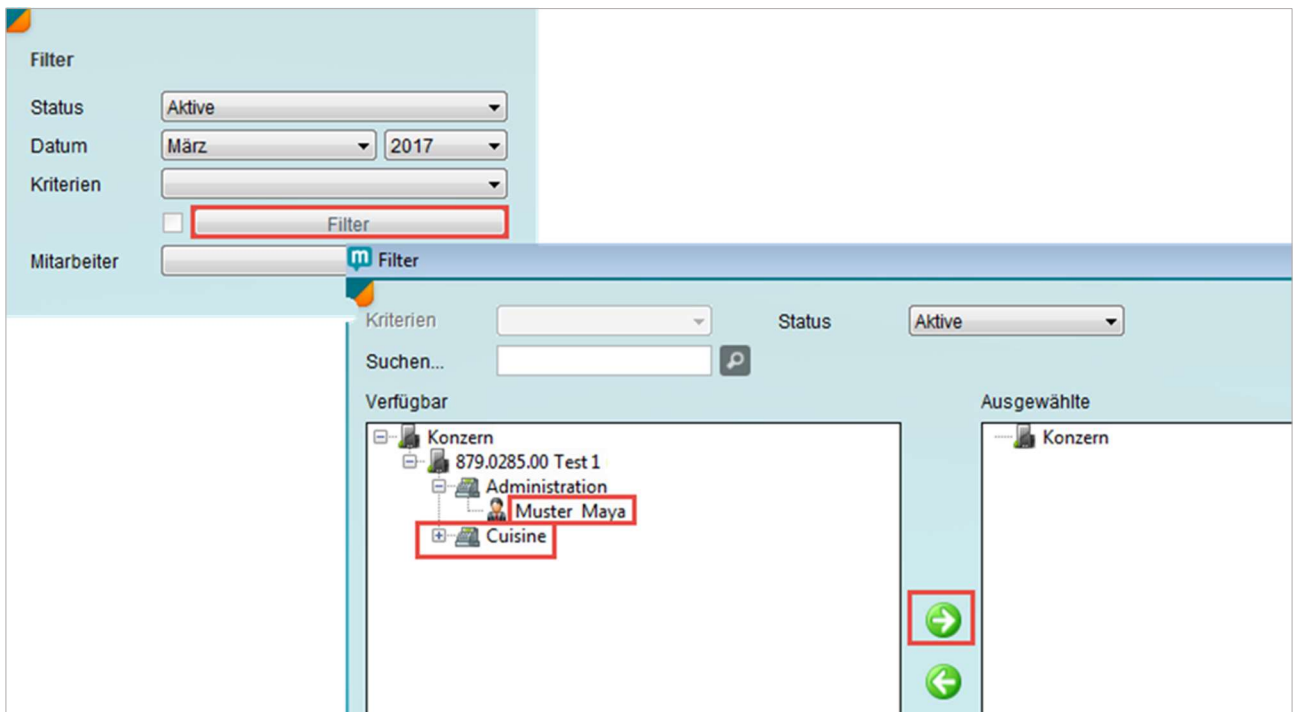 Filter
Status Aktive
Datum März 2017
Kriterien
Filter
Mitarbeiter
m Filter
Kriterien Status Aktive
Suchen...
Verfügbar Ausgewählte
Konzern Konzern
879.0285.00 Test 1
Administration
Muster Maya
Cuisine